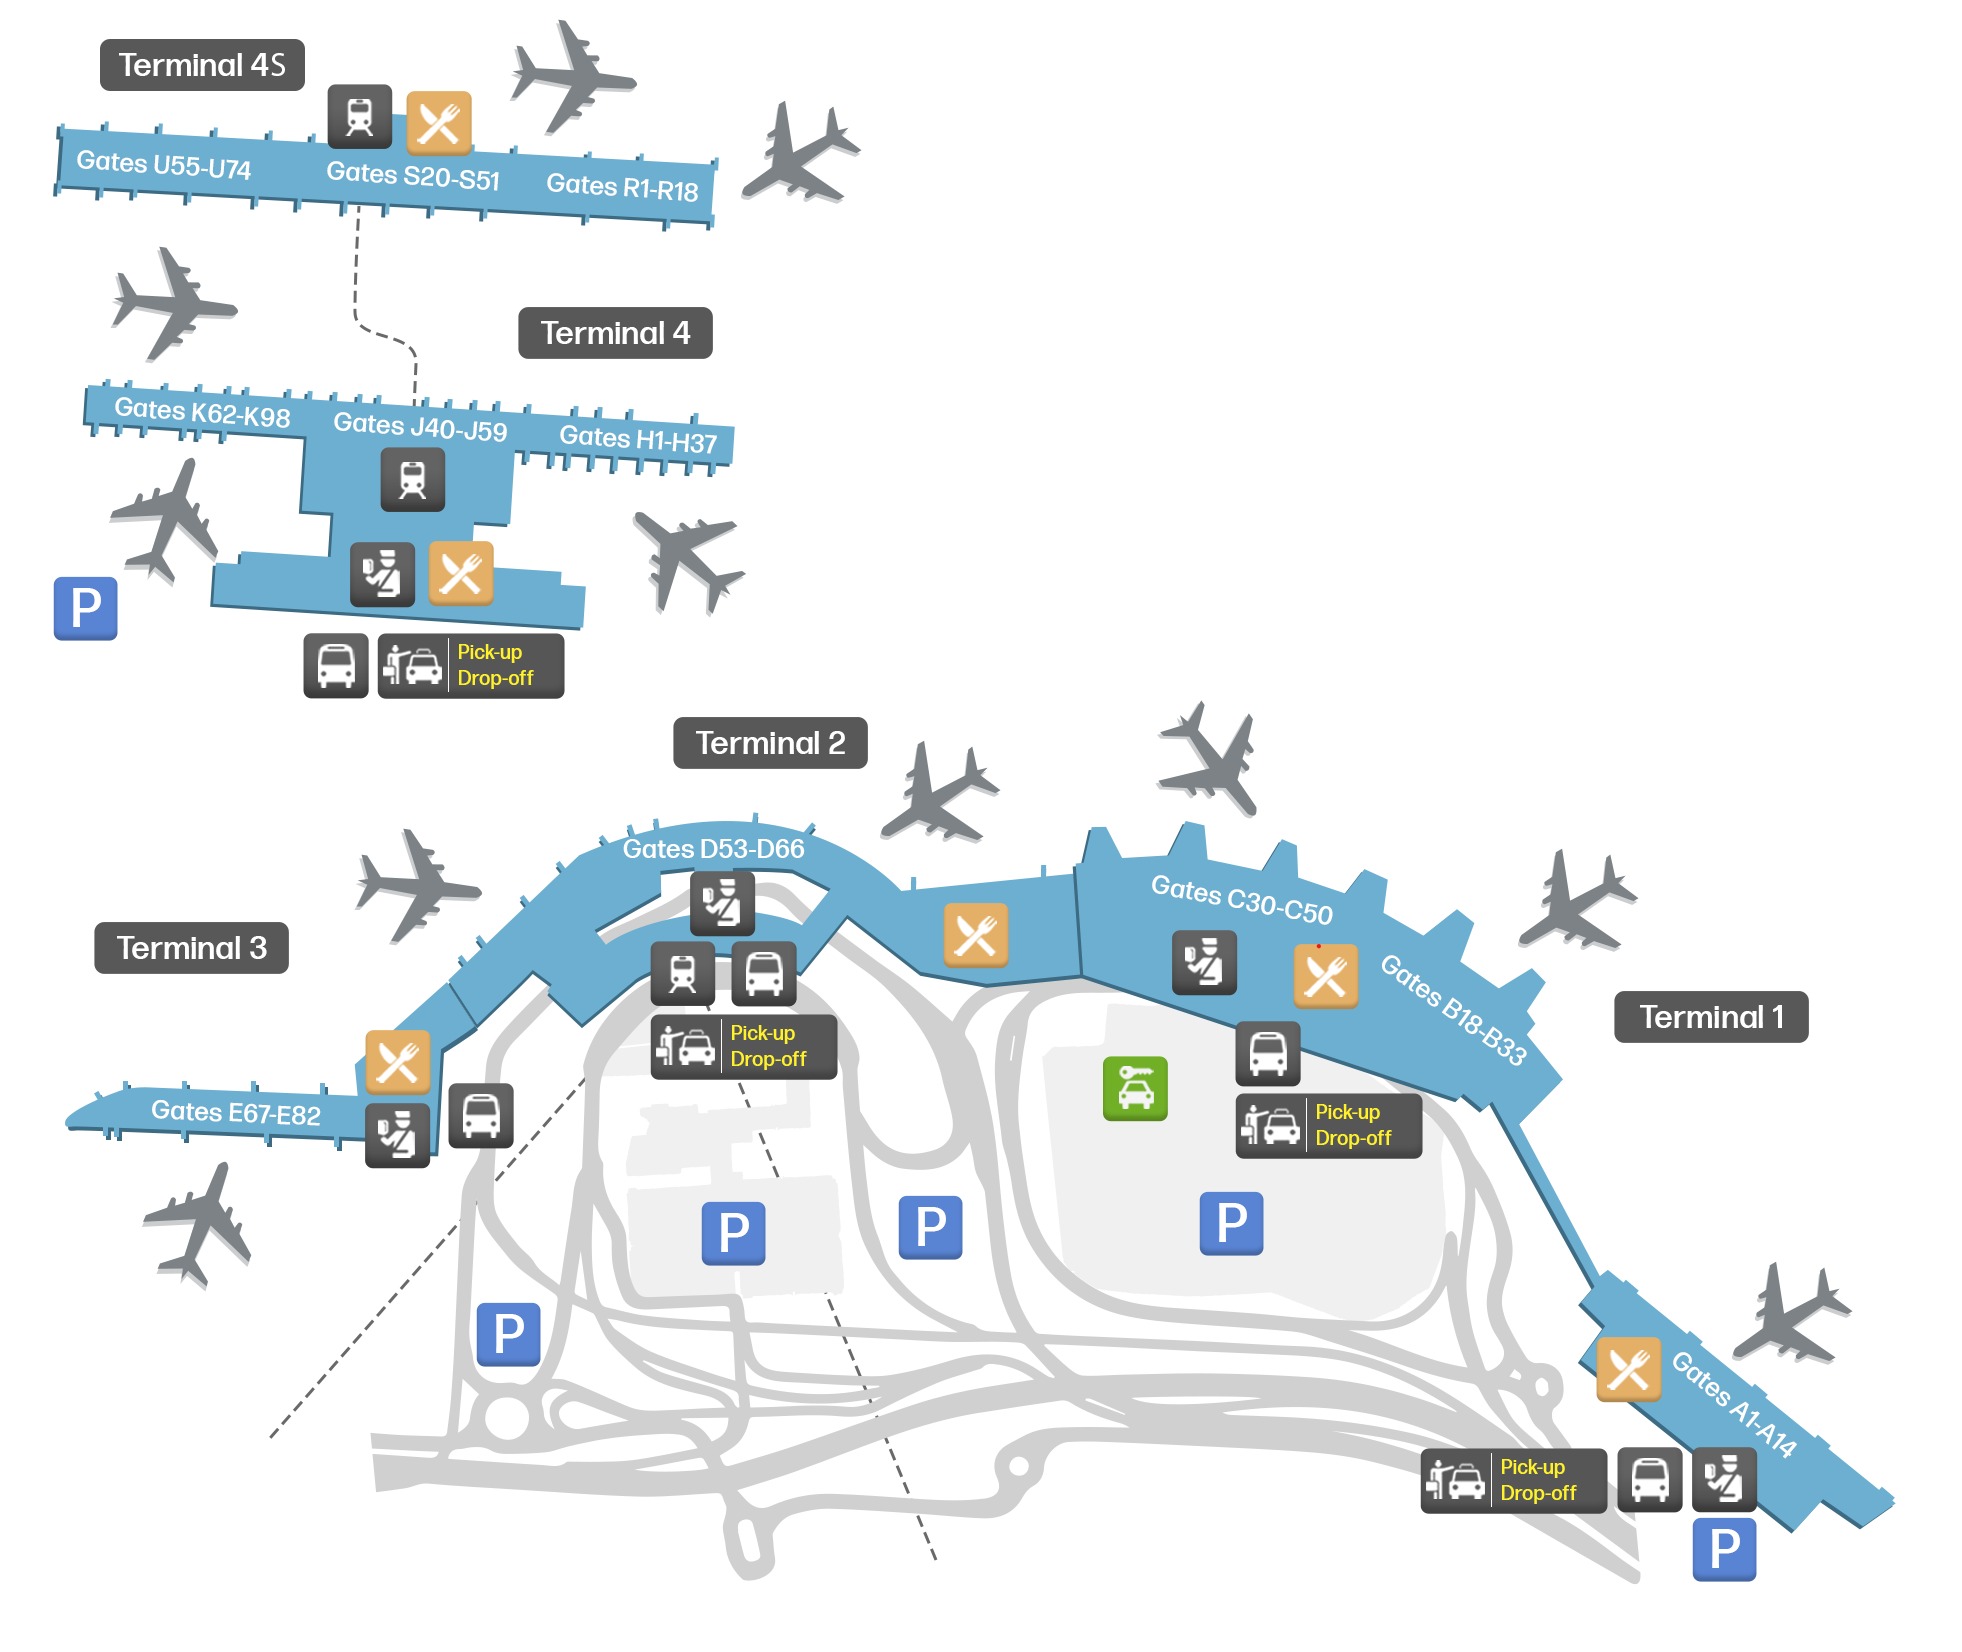 Terminal 4S
Gates U55-U74
Gates S20-S51
Gates R1-R18
Terminal 4
Gates K62-K98
Gates J40-J59
Gates H1-H37
P
Pick-up
Drop-off
Terminal 2
Gates D53-D66
Gates C30-C50
Gates B18-B33
Terminal 3
Terminal 1
Pick-up
Drop-off
Gates E67-E82
Pick-up
Drop-off
P
P
P
P
Gates A1-A14
Pick-up
Drop-off
P